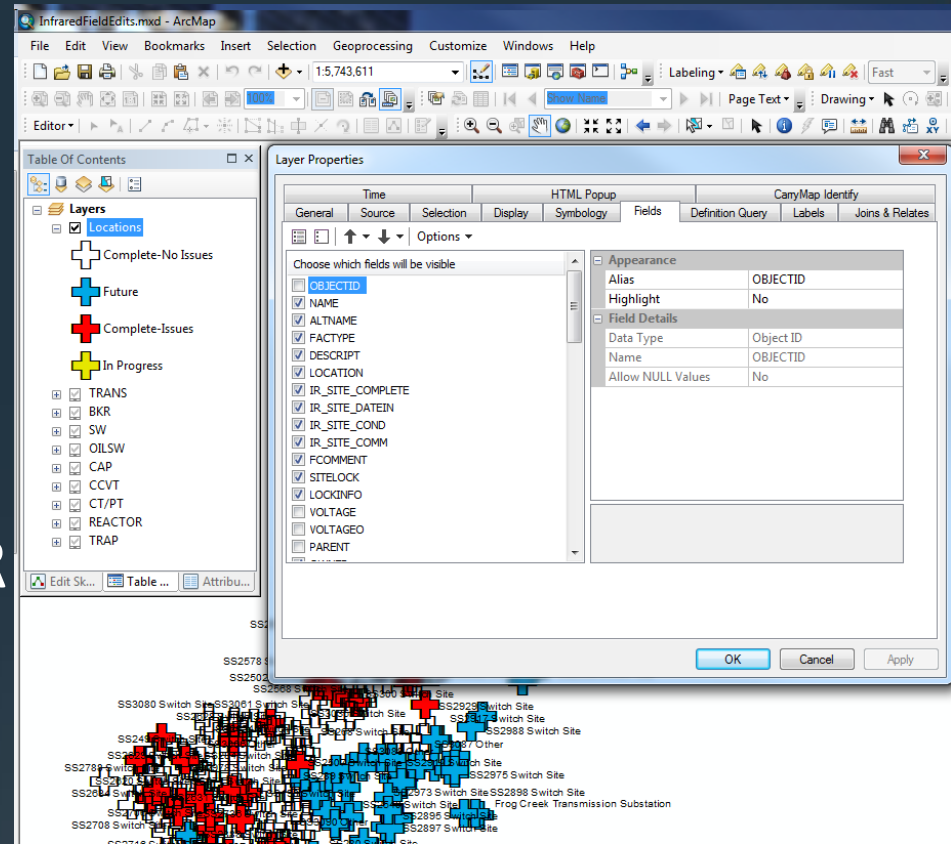 InfraredFieldEdits.mxd - ArcMap
File Edit View Bookmarks Insert Selection Geoprocessing Customize Windows Help
1:5,743,611 Labeling Fast
100% Show Name Page Text Drawing
Editor
Table Of Contents
Layers
Locations
Complete-No Issues
Future
Complete-Issues
In Progress
TRANS
BKR
SW
OILSW
CAP
CCVT
CT/PT
REACTOR
TRAP
Edit Sk... Table ... Attribu...
R
Layer Properties
Time HTML Popup CarryMap Identify
General Source Selection Display Symbology Fields Definition Query Labels Joins & Relates
Options
Choose which fields will be visible
OBJECTID
NAME
ALTNAME
FACTYPE
DESCRIPT
LOCATION
IR_SITE_COMPLETE
IR_SITE_DATEIN
IR_SITE_COND
IR_SITE_COMM
FCOMMENT
SITELOCK
LOCKINFO
VOLTAGE
VOLTAGEO
PARENT
Appearance
Alias OBJECTID
Highlight No
Field Details
Data Type Object ID
Name OBJECTID
Allow NULL Values No
OK Cancel Apply
SS2578
SS2502
SS3080 Switch Site SS3061 Switch
SS2929 Switch Site
Switch Site
SS2988 Switch Site
Other
SS2975 Switch Site
SS2973 Switch Site SS2898 Switch Site
Frog Creek Transmission Substation
SS2895 Switch Site
SS2708 Switch
SS2897 Switch Site